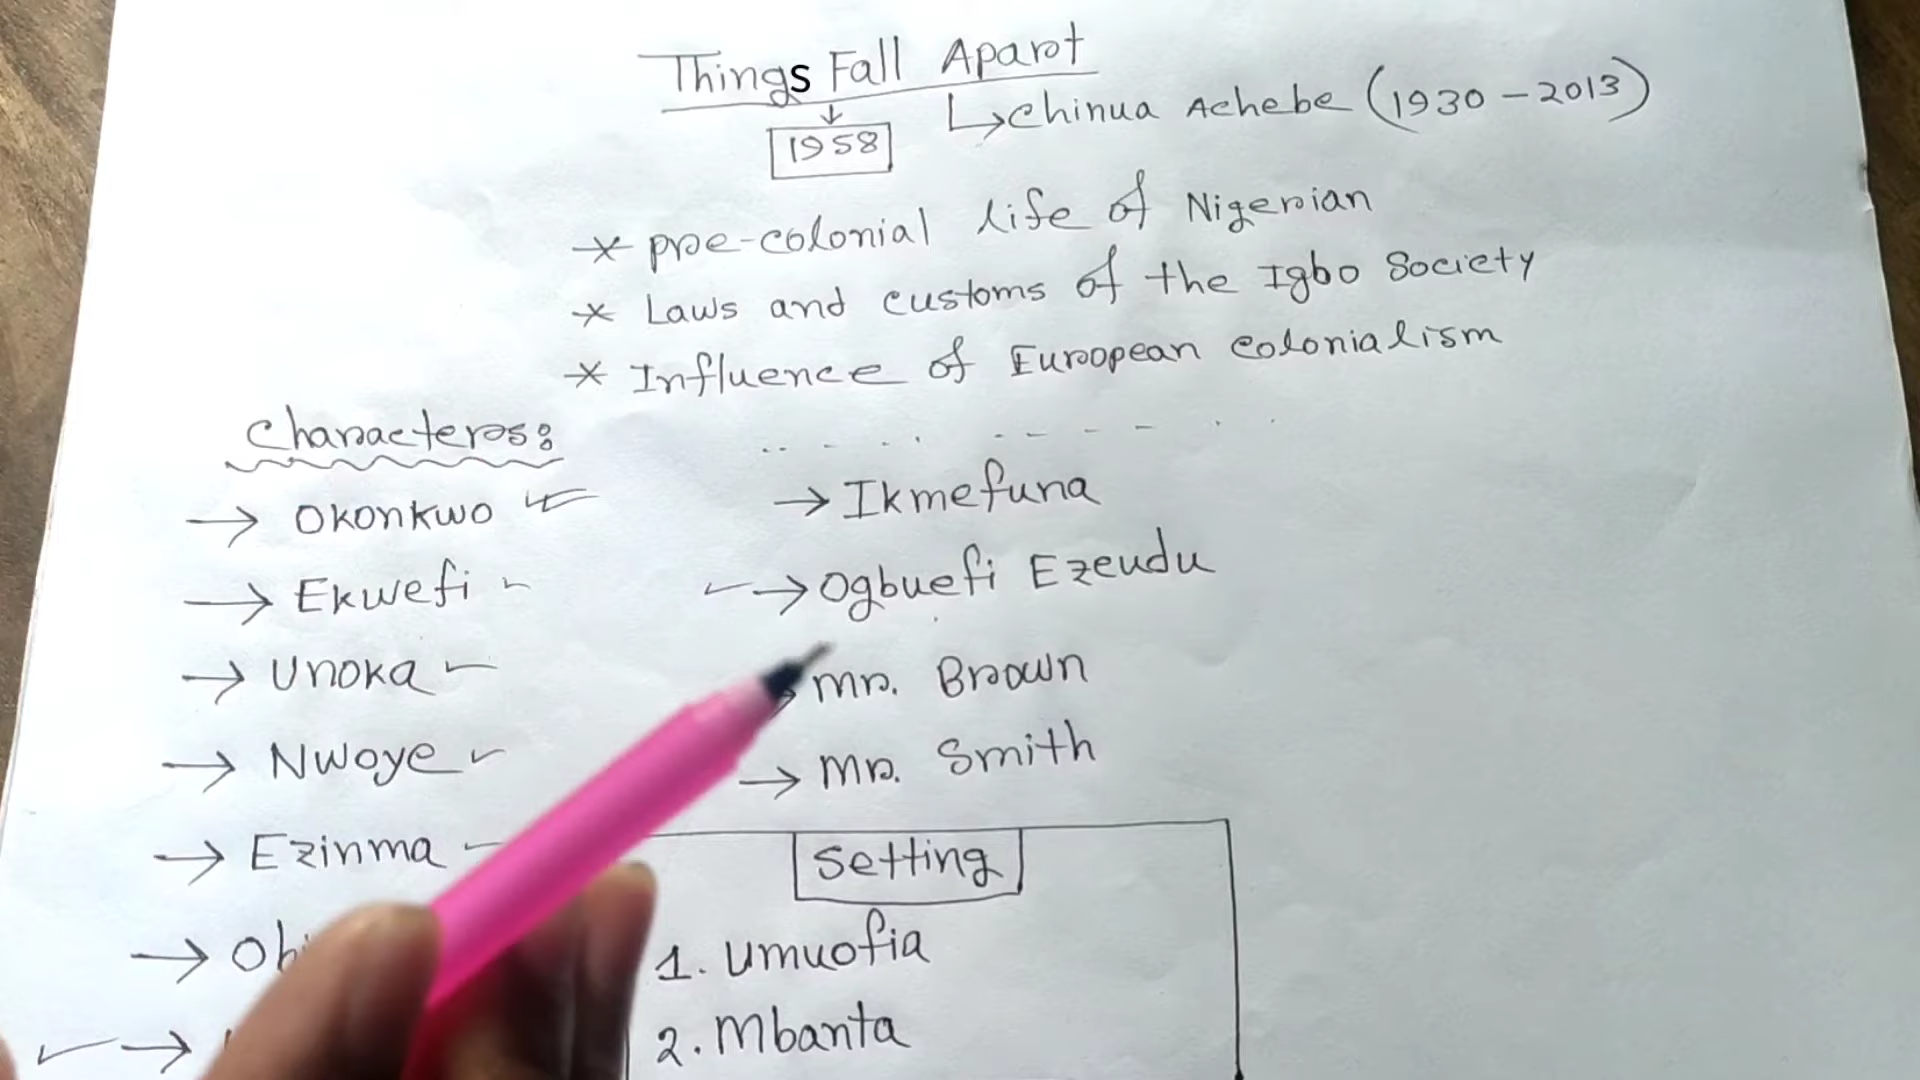 Things Fall Apart
1958
Chinua Achebe (1930-2013)
* pre-colonial life of Nigerian
* Laws and customs of the Igbo Society
* Influence of European colonialism
Characters:
→ Okonkwo
→ Ekwefi
→ Unoka
→ Nwoye
→ Ezinma
→ Ikmefuna
→ Ogbuefi Ezeudu
Mr. Brown
→ Mr. Smith
Setting
1. Umuofia
2. Mbanta